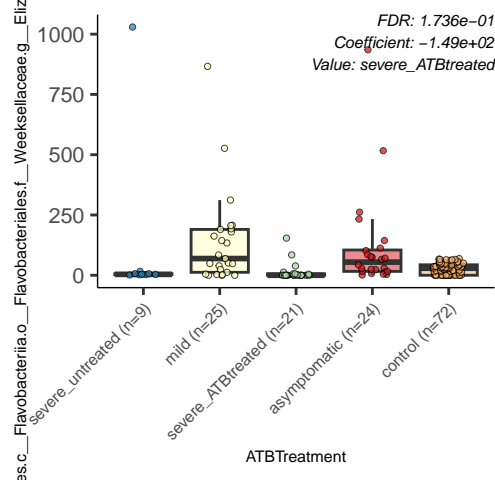 FDR: 1.736e−01
Coefficient: −1.49e+02
Value: severe_ATBtreated
es.c__Flavobacteriia.o__Flavobacteriales.f__Weeksellaceae.g__Eliz
1000
750
500
250
0
severe_untreated (n=9)
mild (n=25)
severe_ATBtreated (n=21)
asymptomatic (n=24)
control (n=72)
ATBTreatment